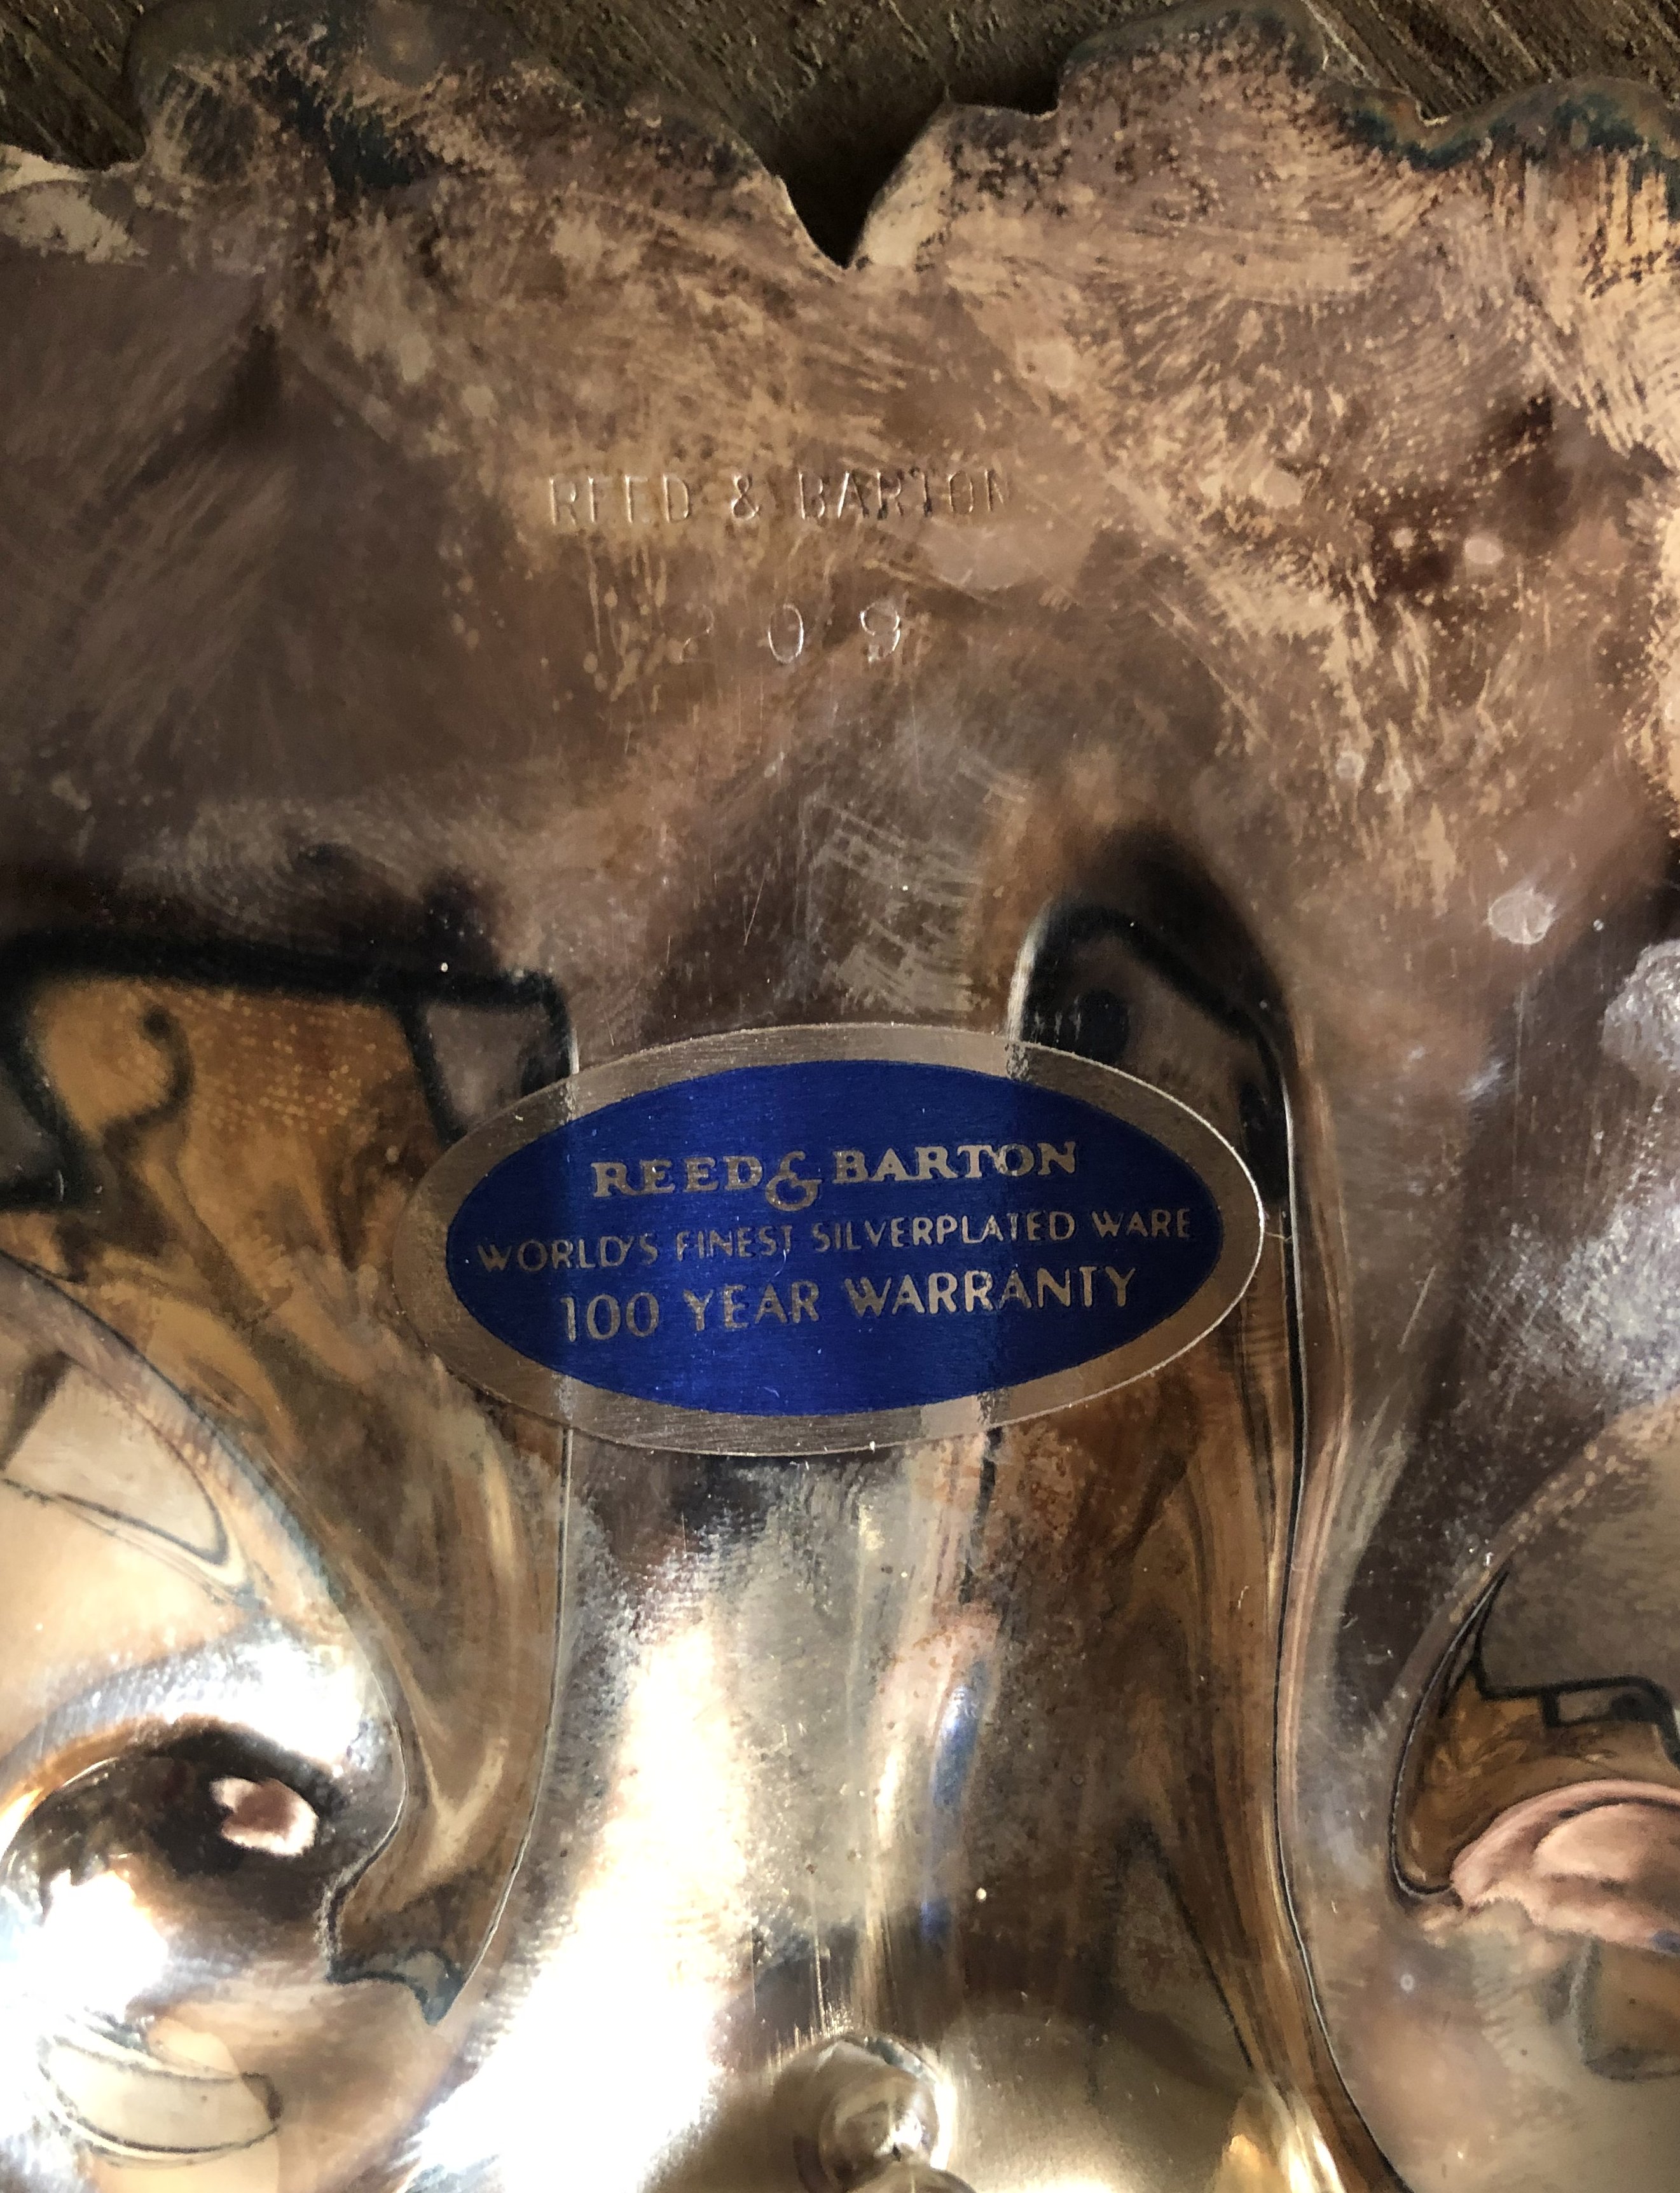 REED & BARTON
209
REED & BARTON
WORLD'S FINEST SILVERPLATED WARE
100 YEAR WARRANTY